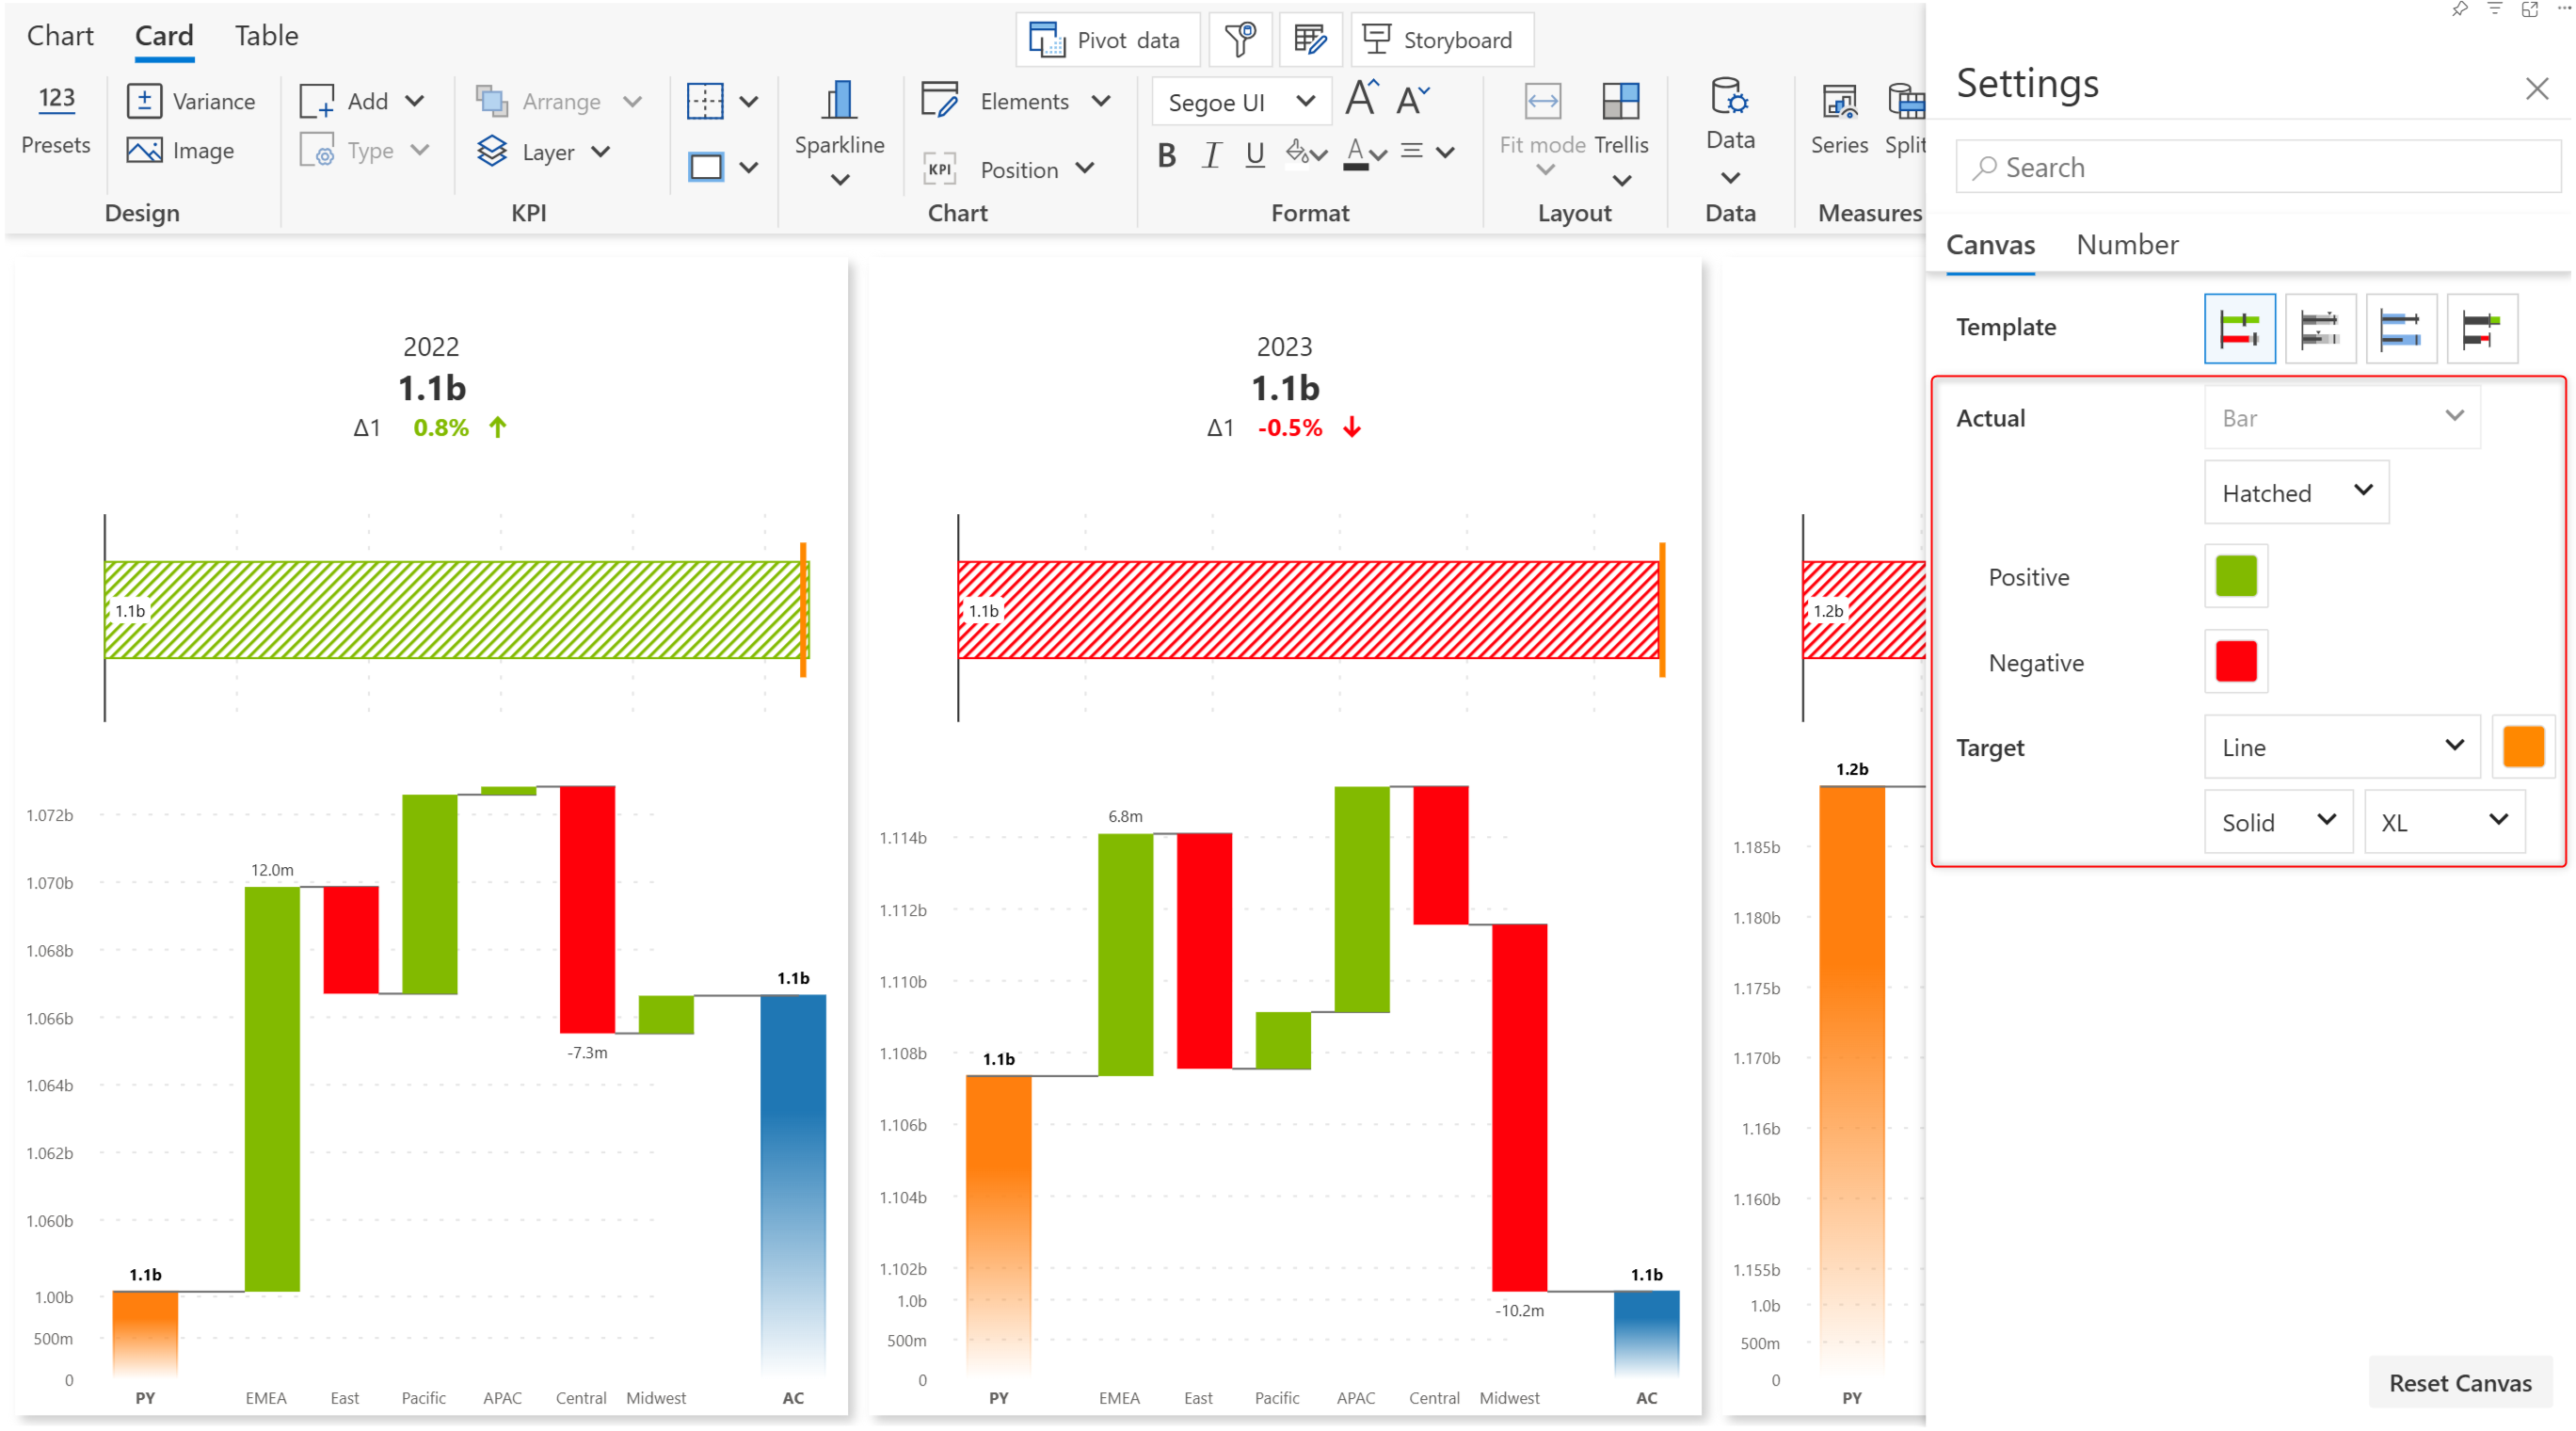 Chart Card Table
Pivot data Storyboard
123 Presets
Variance
Image
Design
Add
Type
Arrange
Layer
KPI
Sparkline
Elements
KPI Position
Chart
Segoe UI A A
B I U A
Format
Fit mode Trellis
Layout
Data
Data
Series Split
Measures
2022
1.1b
Δ1 0.8%
1.1b
1.072b
1.070b
1.068b
1.066b
1.064b
1.062b
1.060b
1.00b
500m
0
1.1b
12.0m
-7.3m
1.1b
PY EMEA East Pacific APAC Central Midwest AC
2023
1.1b
Δ1 -0.5%
1.1b
1.114b
1.112b
1.110b
1.108b
1.106b
1.104b
1.102b
1.0b
500m
0
1.1b
6.8m
-10.2m
1.1b
PY EMEA East Pacific APAC Central Midwest AC
1.2b
1.2b
1.185b
1.180b
1.175b
1.170b
1.16b
1.160b
1.155b
1.0b
500m
0
PY
Settings
Search
Canvas Number
Template
Actual Bar
Hatched
Positive
Negative
Target Line
Solid XL
Reset Canvas